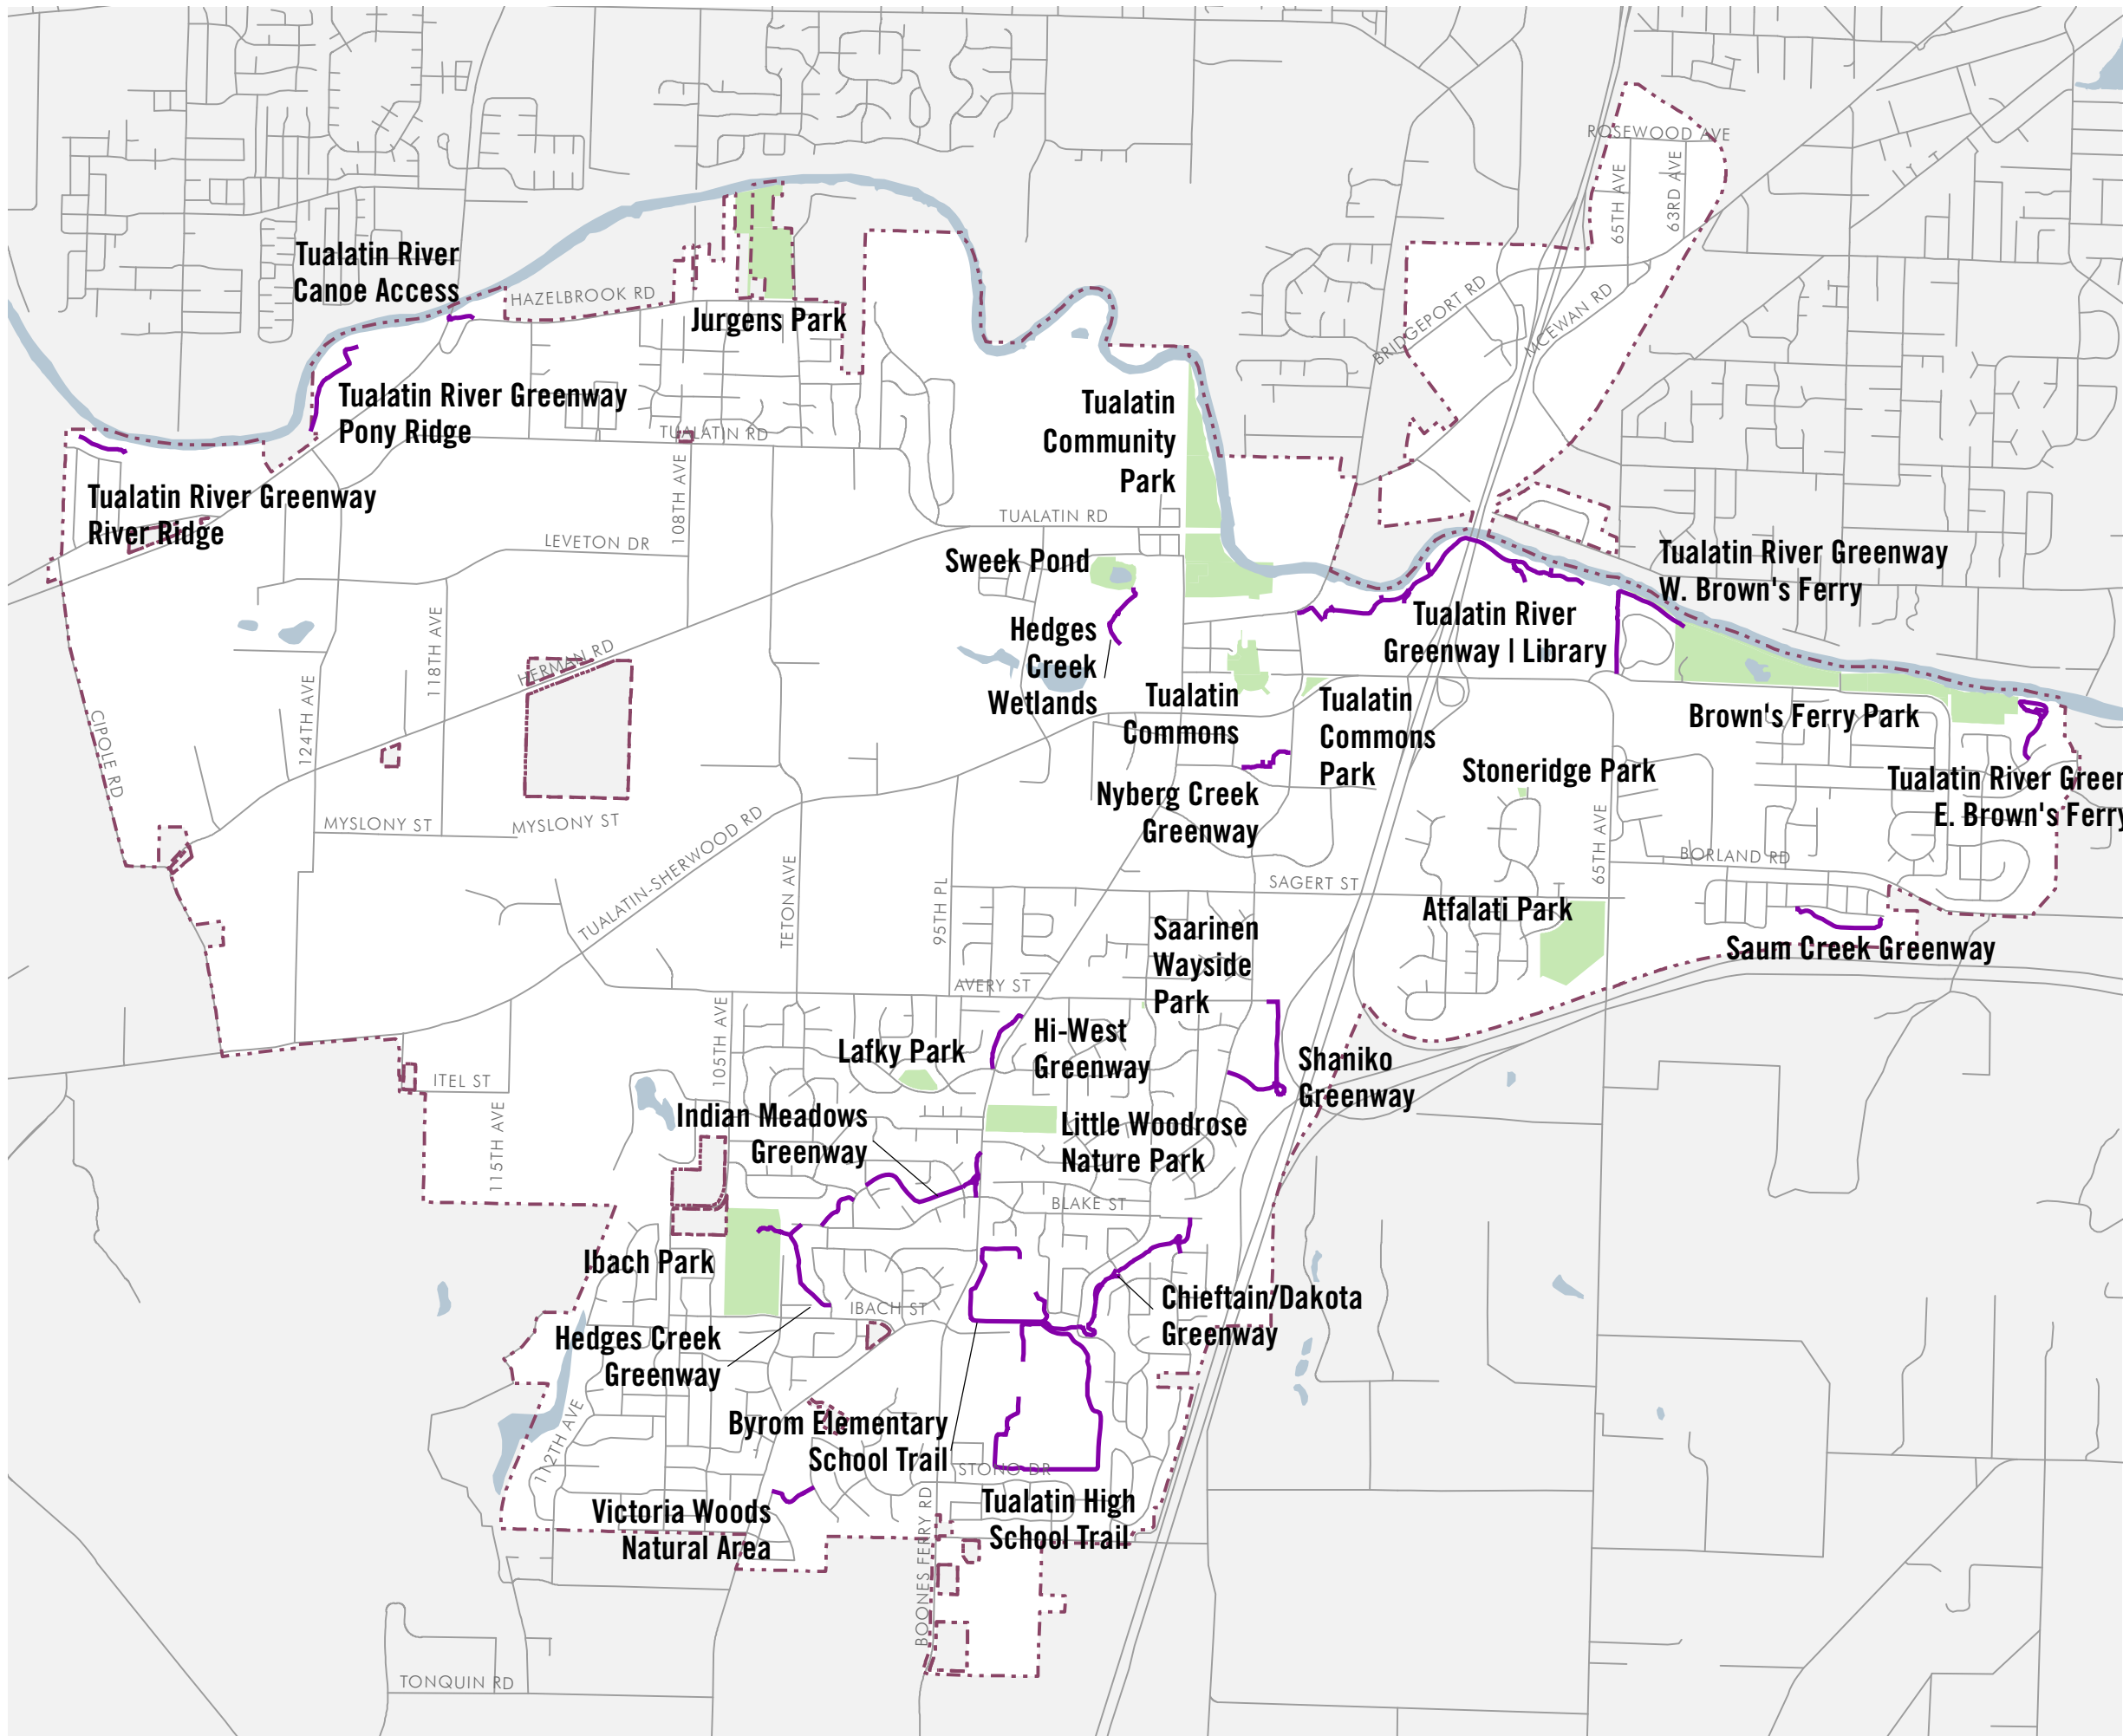 ROSEWOOD AVE
65TH AVE
63RD AVE
Tualatin River
Canoe Access
HAZELBROOK RD
Jurgens Park
BRIDGEPORT RD
MCEWAN RD
Tualatin River Greenway
Pony Ridge
TUALATIN RD
108TH AVE
Tualatin
Community
Park
Tualatin River Greenway
River Ridge
TUALATIN RD
LEVETON DR
Sweek Pond
Tualatin River Greenway
W. Brown's Ferry
Hedges
Creek
Wetlands
Tualatin River
Greenway | Library
118TH AVE
HERMAN RD
124TH AVE
CIPOLE RD
Tualatin
Commons
Tualatin
Commons
Park
Brown's Ferry Park
Stoneridge Park
Tualatin River Green
E. Brown's Ferry
Nyberg Creek
Greenway
MYSLONY ST
MYSLONY ST
TUALATIN-SHERWOOD RD
65TH AVE
BORLAND RD
TETON AVE
95TH PL
SAGERT ST
Atfalati Park
Saarinen
Wayside
Park
Saum Creek Greenway
AVERY ST
105TH AVE
Hi-West
Greenway
Lafky Park
Shaniko
Greenway
ITEL ST
115TH AVE
Indian Meadows
Greenway
Little Woodrose
Nature Park
BLAKE ST
Ibach Park
IBACH ST
Chieftain/Dakota
Greenway
Hedges Creek
Greenway
112TH AVE
Byrom Elementary
School Trail
STONO DR
Victoria Woods
Natural Area
Tualatin High
School Trail
BOONES FERRY RD
TONQUIN RD